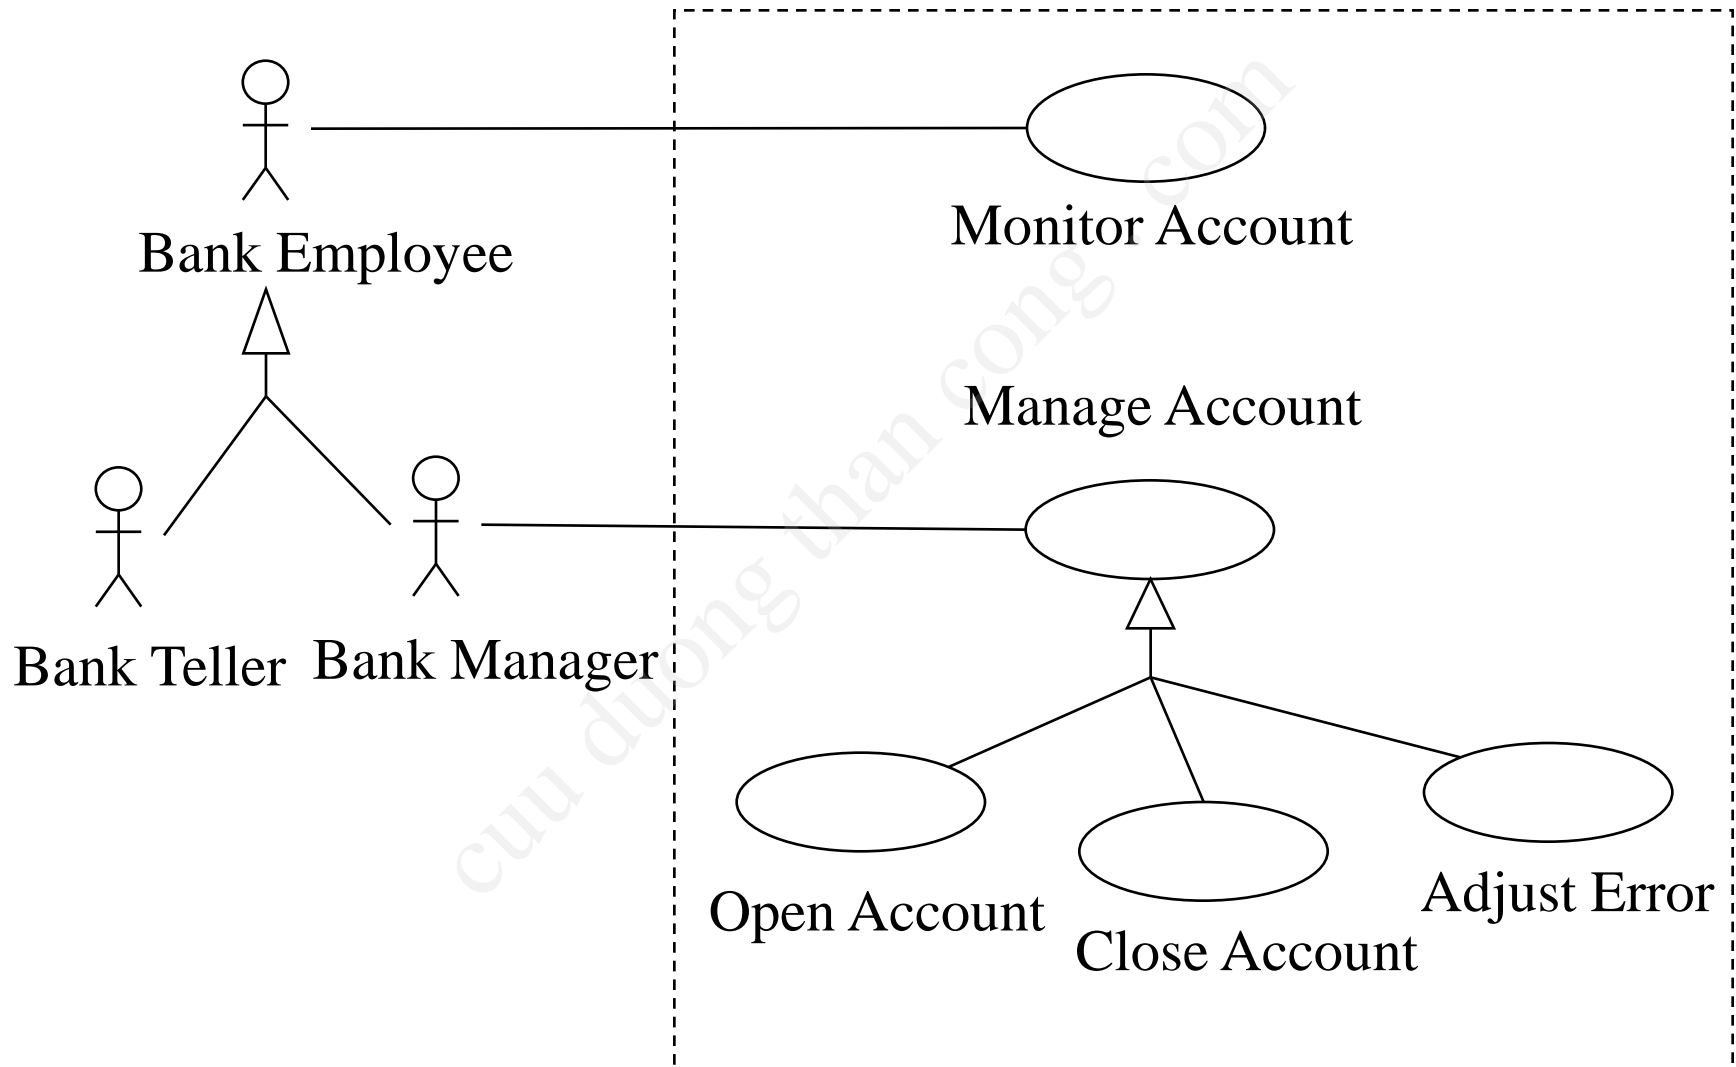 Bank Employee
Monitor Account
Manage Account
Bank Teller
Bank Manager
Open Account
Close Account
Adjust Error
cuu duong than cong . com